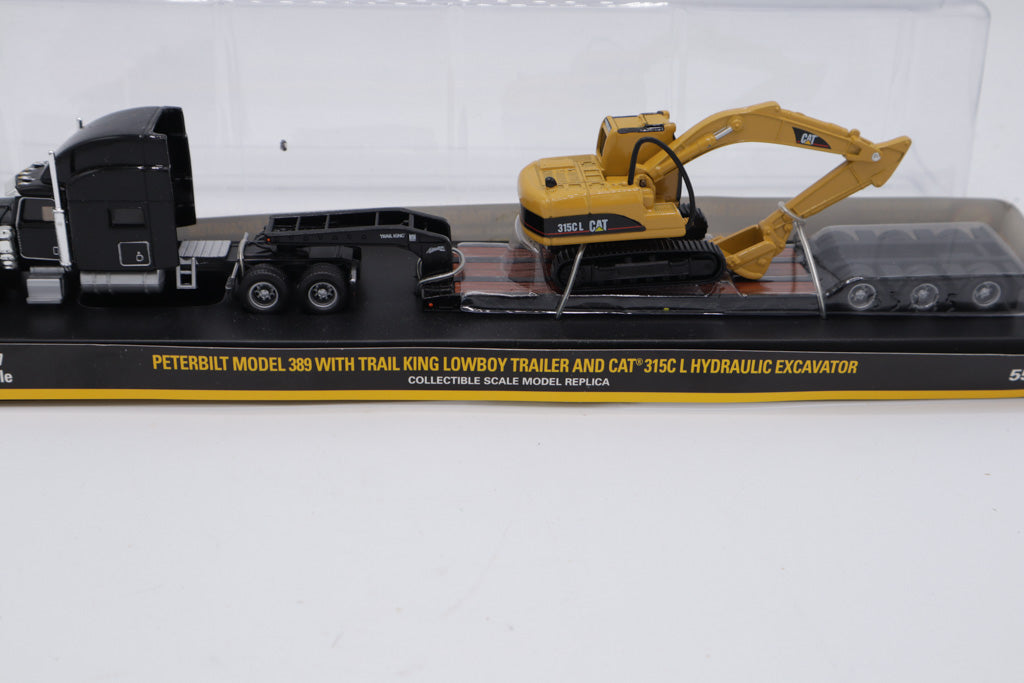 CAT
315C L CAT
TRAIL KING
PETERBILT MODEL 389 WITH TRAIL KING LOWBOY TRAILER AND CAT® 315C L HYDRAULIC EXCAVATOR
COLLECTIBLE SCALE MODEL REPLICA
55